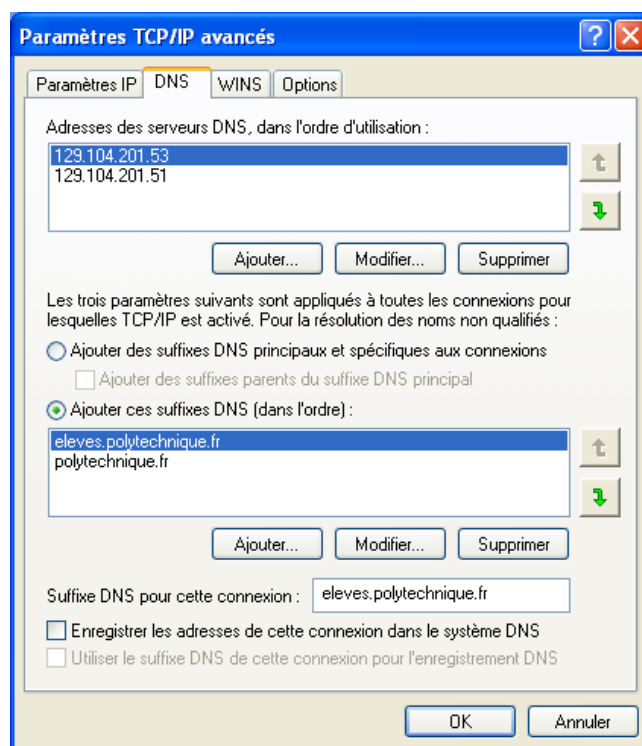 Paramètres TCP/IP avancés
Paramètres IP DNS WINS Options
Adresses des serveurs DNS, dans l'ordre d'utilisation :
129.104.201.53
129.104.201.51
Ajouter... Modifier... Supprimer
Les trois paramètres suivants sont appliqués à toutes les connexions pour
lesquelles TCP/IP est activé. Pour la résolution des noms non qualifiés :
Ajouter des suffixes DNS principaux et spécifiques aux connexions
Ajouter des suffixes parents du suffixe DNS principal
Ajouter ces suffixes DNS (dans l'ordre) :
eleves.polytechnique.fr
polytechnique.fr
Ajouter... Modifier... Supprimer
Suffixe DNS pour cette connexion : eleves.polytechnique.fr
Enregistrer les adresses de cette connexion dans le système DNS
Utiliser le suffixe DNS de cette connexion pour l'enregistrement DNS
OK Annuler